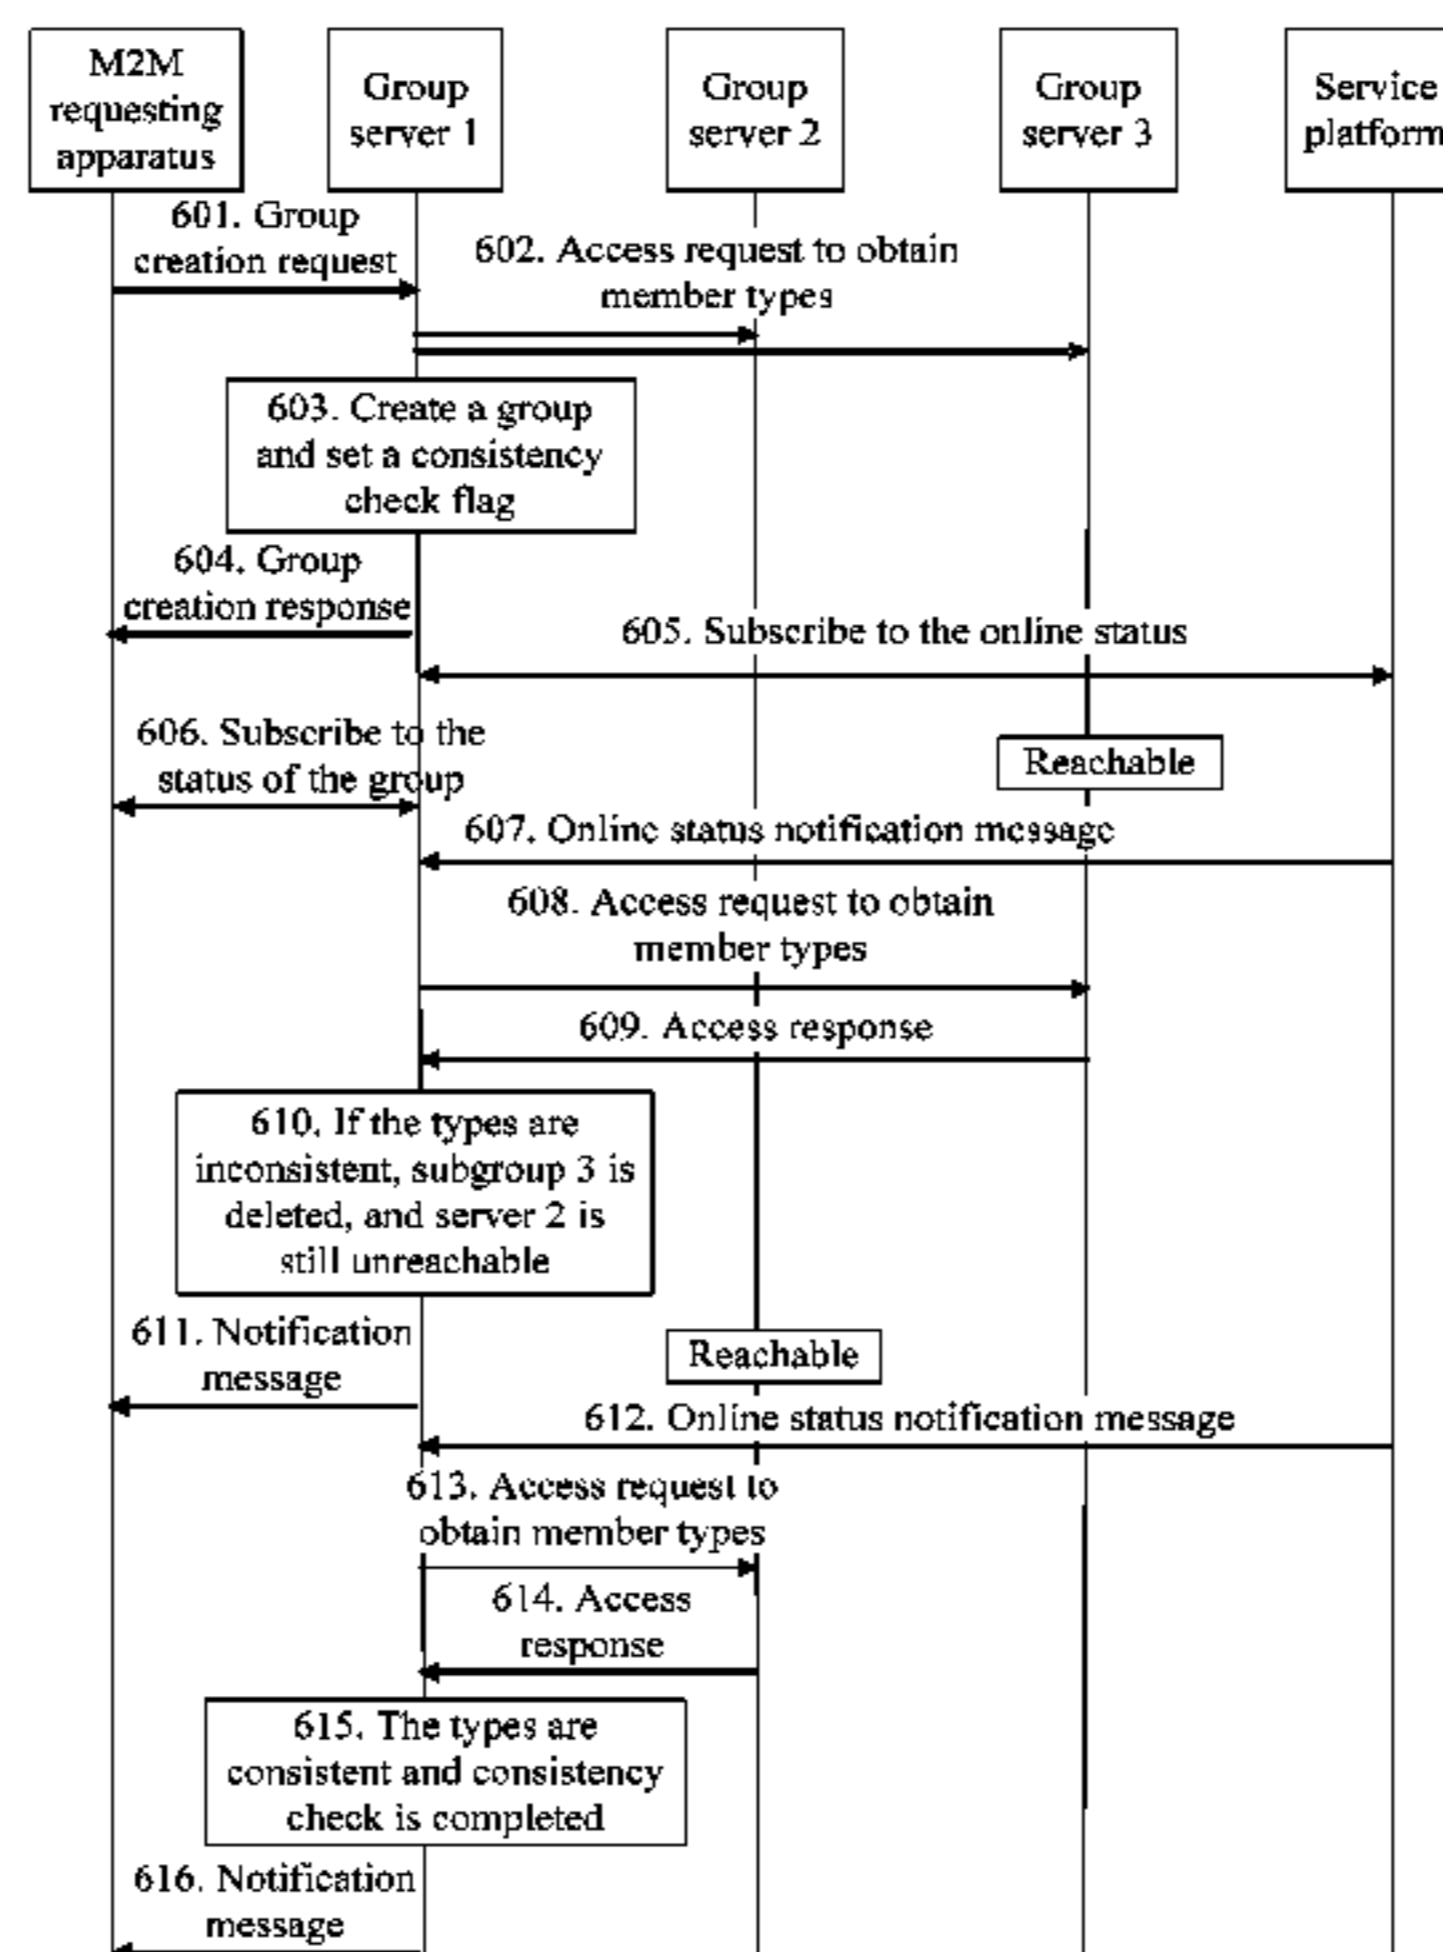 M2M
requesting
apparatus
Group
server 1
Group
server 2
Group
server 3
Service
platform
601. Group
creation request
602. Access request to obtain
member types
603. Create a group
and set a consistency
check flag
604. Group
creation response
605. Subscribe to the online status
606. Subscribe to the
status of the group
Reachable
607. Online status notification message
608. Access request to obtain
member types
609. Access response
610. If the types are
inconsistent, subgroup 3 is
deleted, and server 2 is
still unreachable
611. Notification
message
Reachable
612. Online status notification message
613. Access request to
obtain member types
614. Access
response
615. The types are
consistent and consistency
check is completed
616. Notification
message